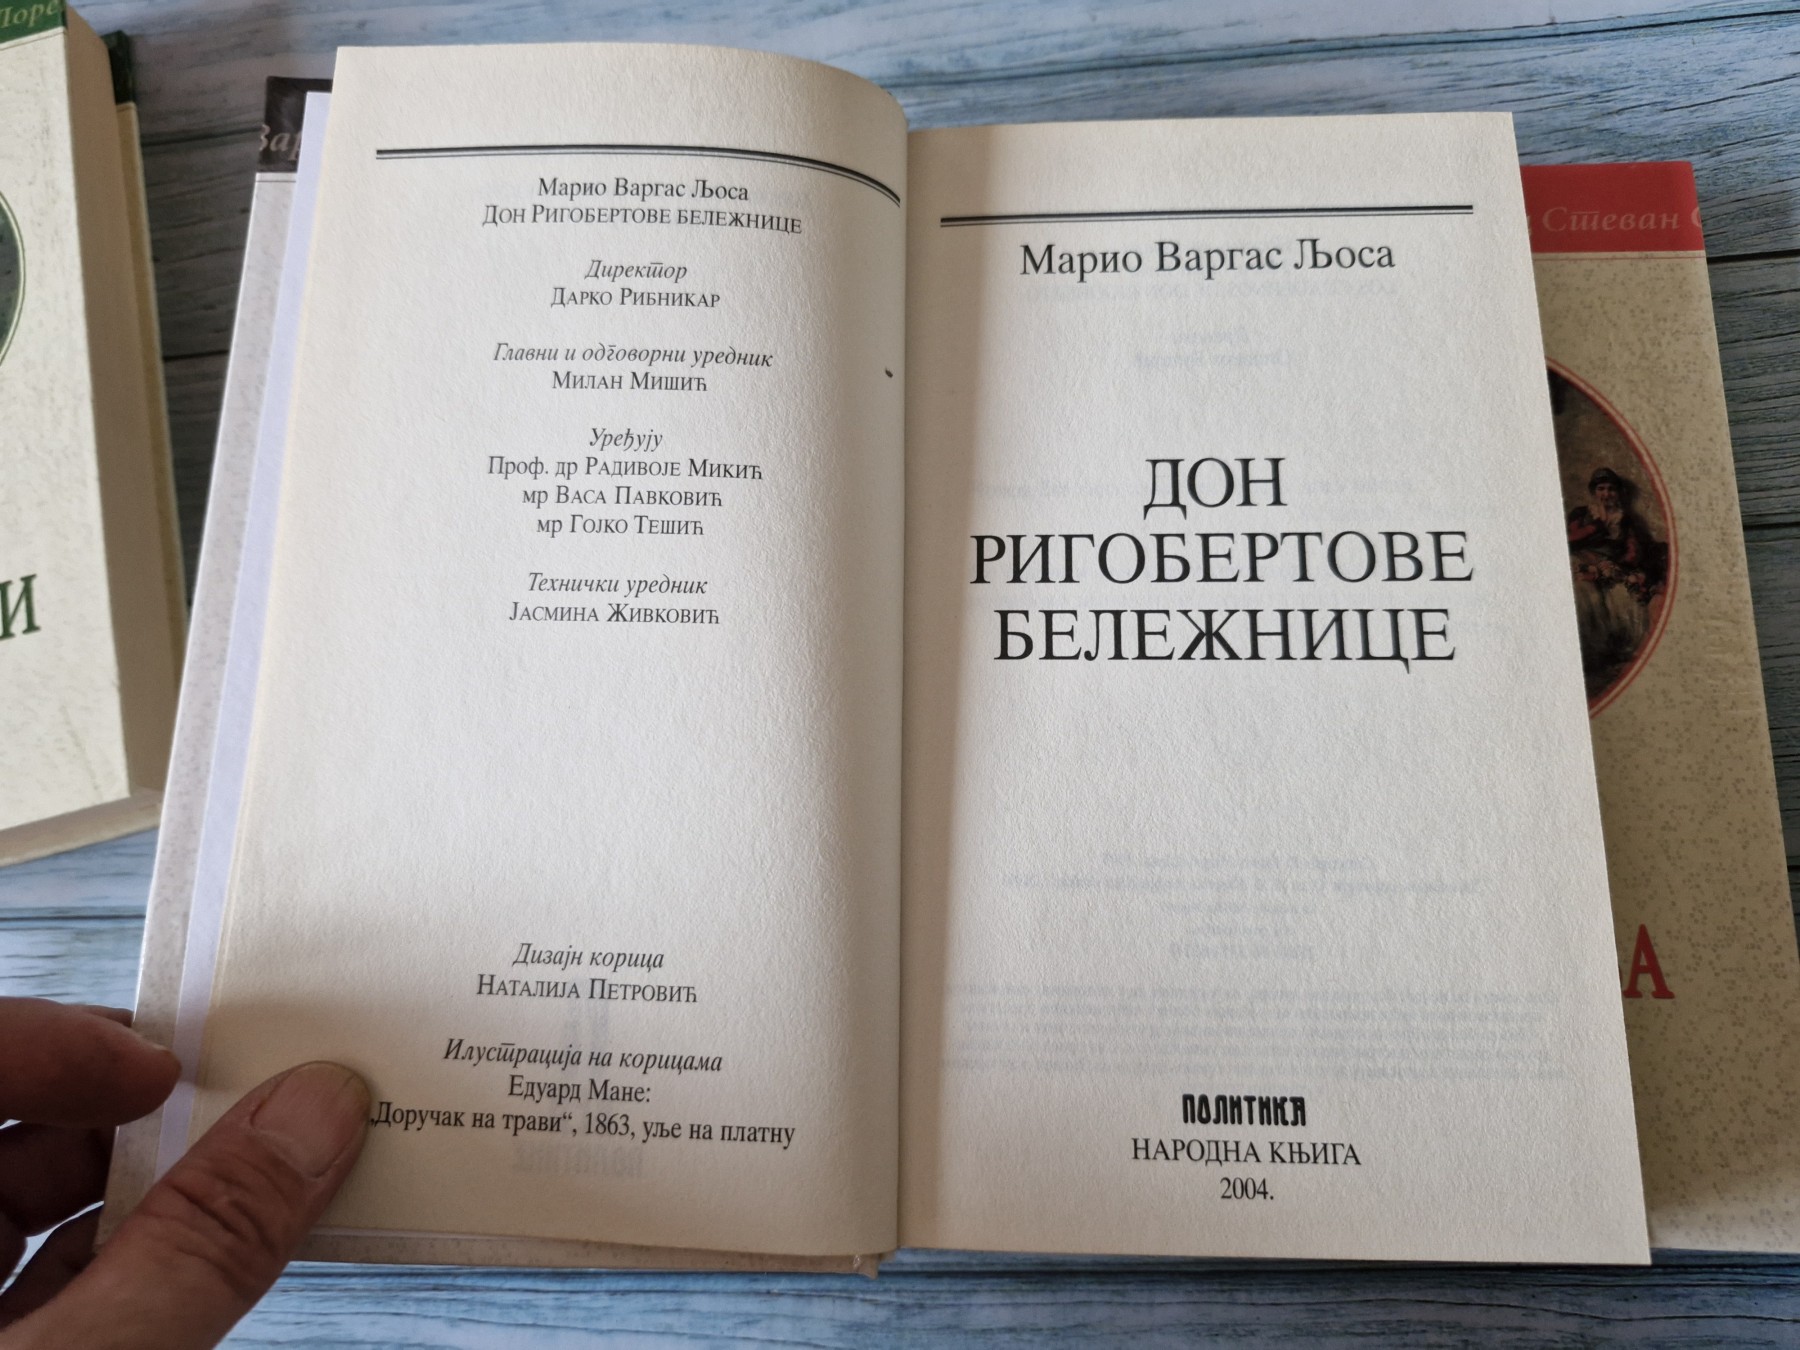 Марио Варгас Љоса
ДОН РИГОБЕРТОВЕ БЕЛЕЖНИЦЕ
Директор
ДАРКО РИБНИКАР
Главни и одговорни уредник
МИЛАН МИШИЋ
Уређују
Проф. др РАДИВОЈЕ МИКИЋ
мр ВАСА ПАВКОВИЋ
мр ГОЈКО ТЕШИЋ
Технички уредник
ЈАСМИНА ЖИВКОВИЋ
Дизајн корица
НАТАЛИЈА ПЕТРОВИЋ
Илустрација на корицама
Едуард Мане:
„Доручак на трави“, 1863, уље на платну
Марио Варгас Љоса
ДОН
РИГОБЕРТОВЕ
БЕЛЕЖНИЦЕ
ПОЛИТИКА
НАРОДНА КЊИГА
2004.
Стеван